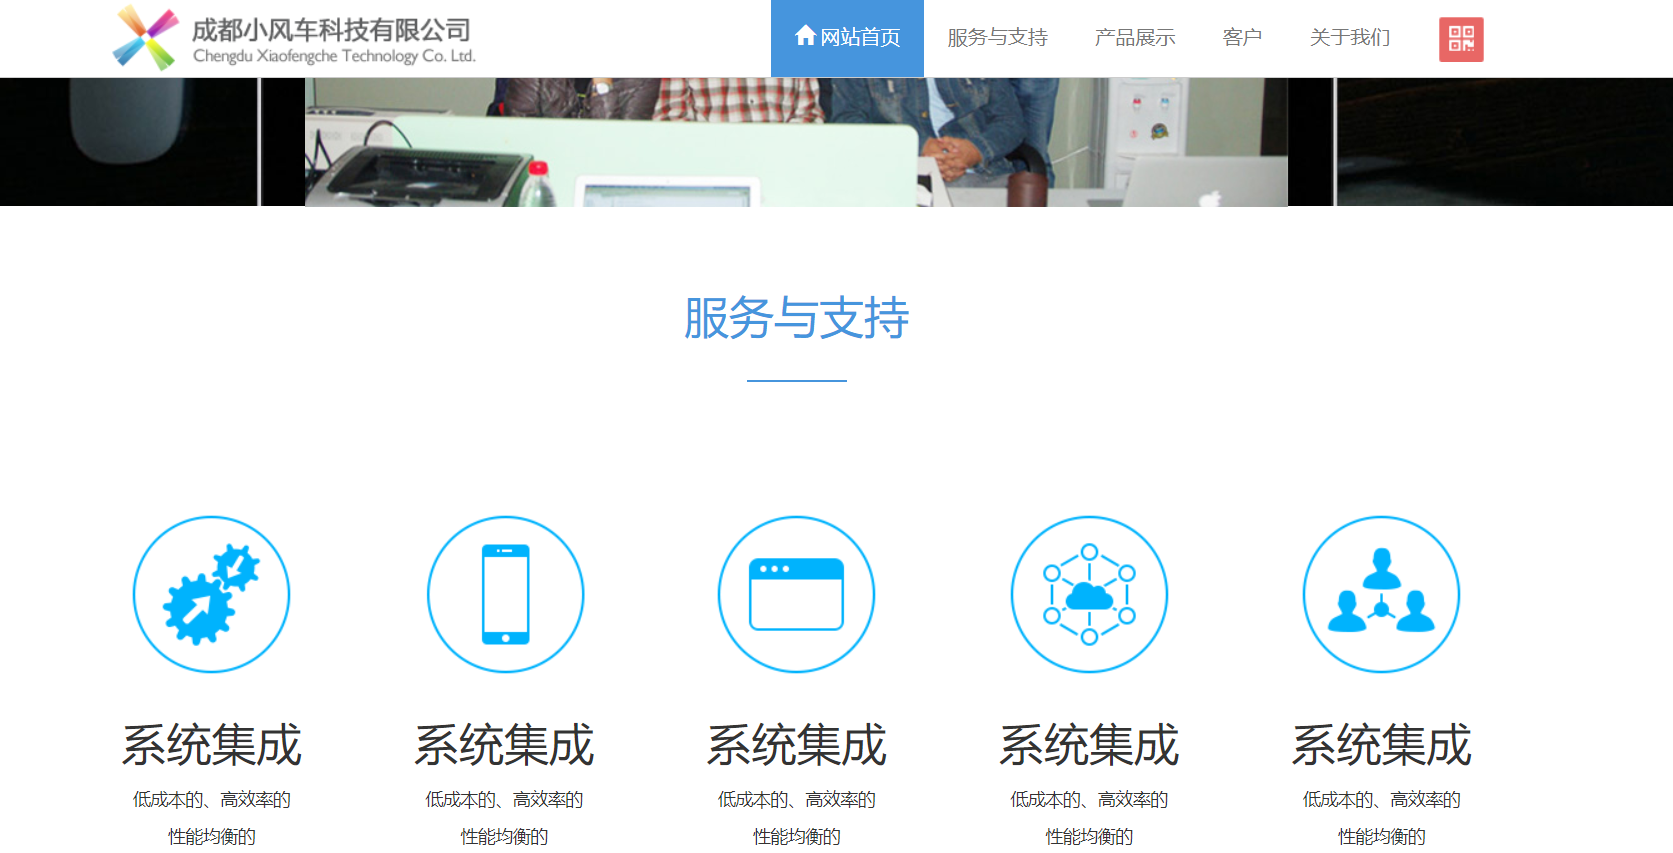 成都小风车科技有限公司
Chengdu Xiaofengche Technology Co. Ltd.
网站首页 服务与支持 产品展示 客户 关于我们
服务与支持
系统集成 系统集成 系统集成 系统集成 系统集成
低成本的、高效率的 低成本的、高效率的 低成本的、高效率的 低成本的、高效率的 低成本的、高效率的
性能均衡的 性能均衡的 性能均衡的 性能均衡的 性能均衡的